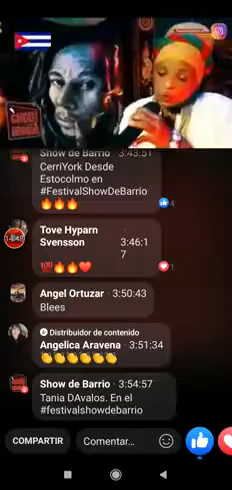 Show de Barrio · 3:43:51
CerriYork Desde
Estocolmo en
#FestivalShowDeBarrio
4
Tove Hyparn ·
Svensson 3:46:1
7
1
Angel Ortuzar · 3:50:43
Blees
Distribuidor de contenido
Angelica Aravena · 3:51:34
Show de Barrio · 3:54:57
Tania DAvalos. En el
#festivalshowdebarrio
COMPARTIR
Comentar...